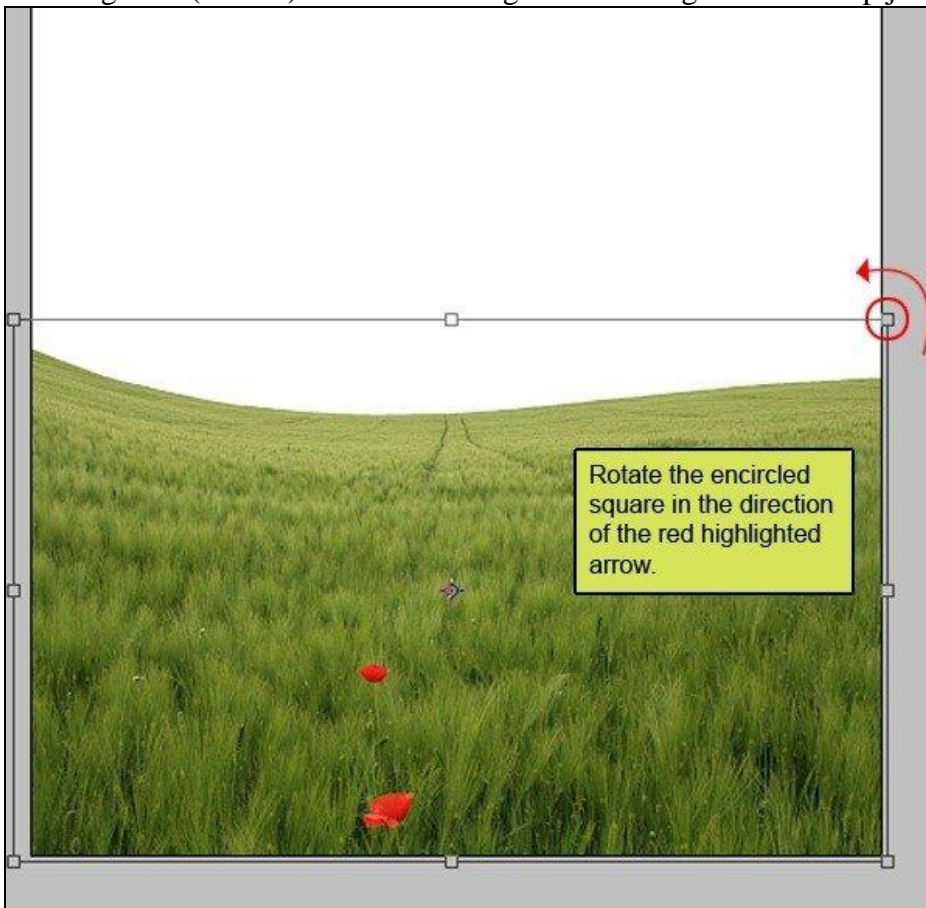 Rotate the encircled
square in the direction
of the red highlighted
arrow.